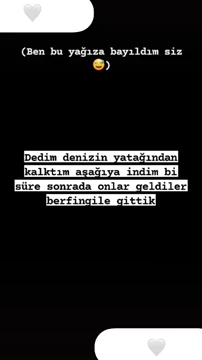 (Ben bu yağıza bayıldım siz
😅)
Dedim denizin yatağından
kalktım aşağıya indim bi
süre sonrada onlar geldiler
berfingile gittik